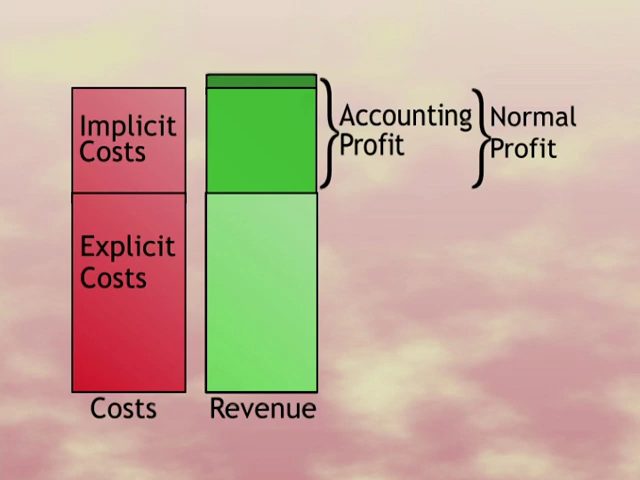 Implicit
Costs
Explicit
Costs
Accounting
Profit
Normal
Profit
Costs
Revenue